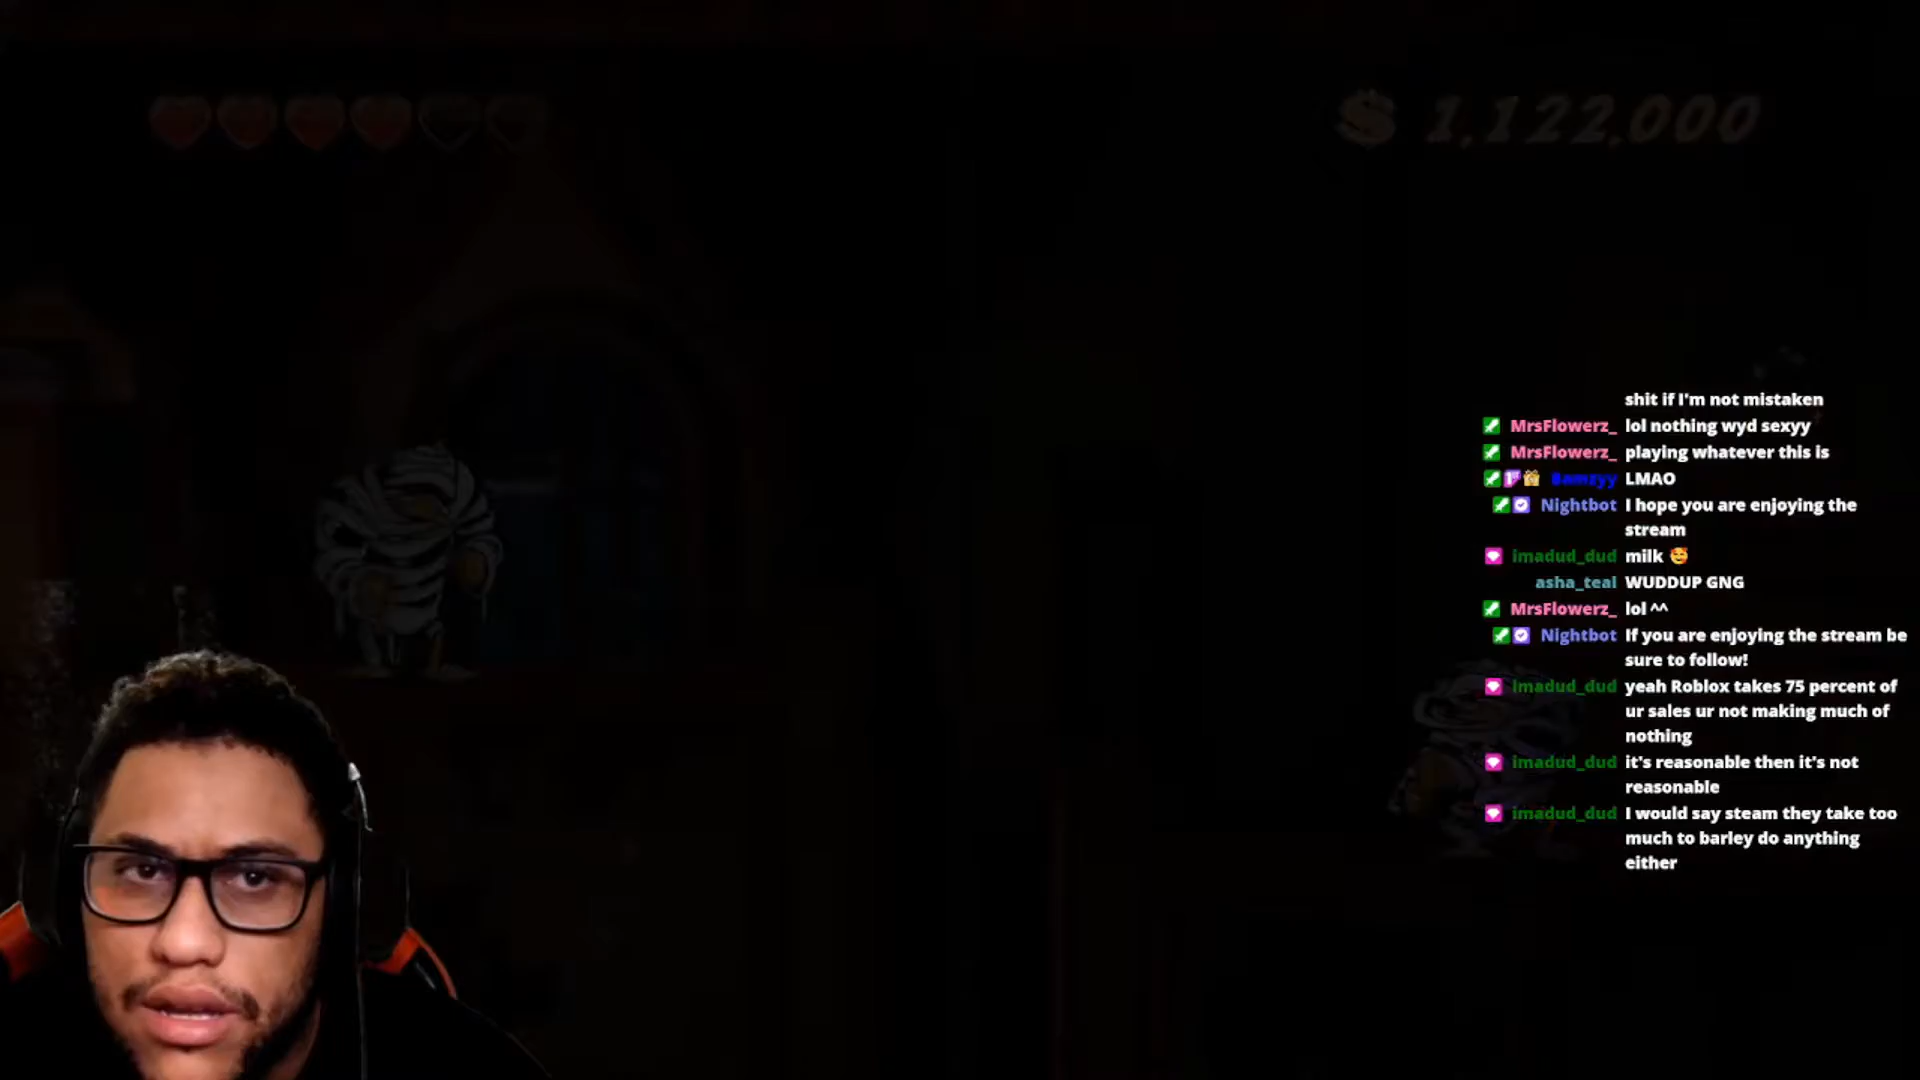 $ 1,122,000
shit if I'm not mistaken
MrsFlowerz_ lol nothing wyd sexyy
MrsFlowerz_ playing whatever this is
Bamzyy LMAO
Nightbot I hope you are enjoying the
stream
imadud_dud milk 🥰
asha_teal WUDDUP GNG
MrsFlowerz_ lol ^^
Nightbot If you are enjoying the stream be
sure to follow!
imadud_dud yeah Roblox takes 75 percent of
ur sales ur not making much of
nothing
imadud_dud it's reasonable then it's not
reasonable
imadud_dud I would say steam they take too
much to barley do anything
either